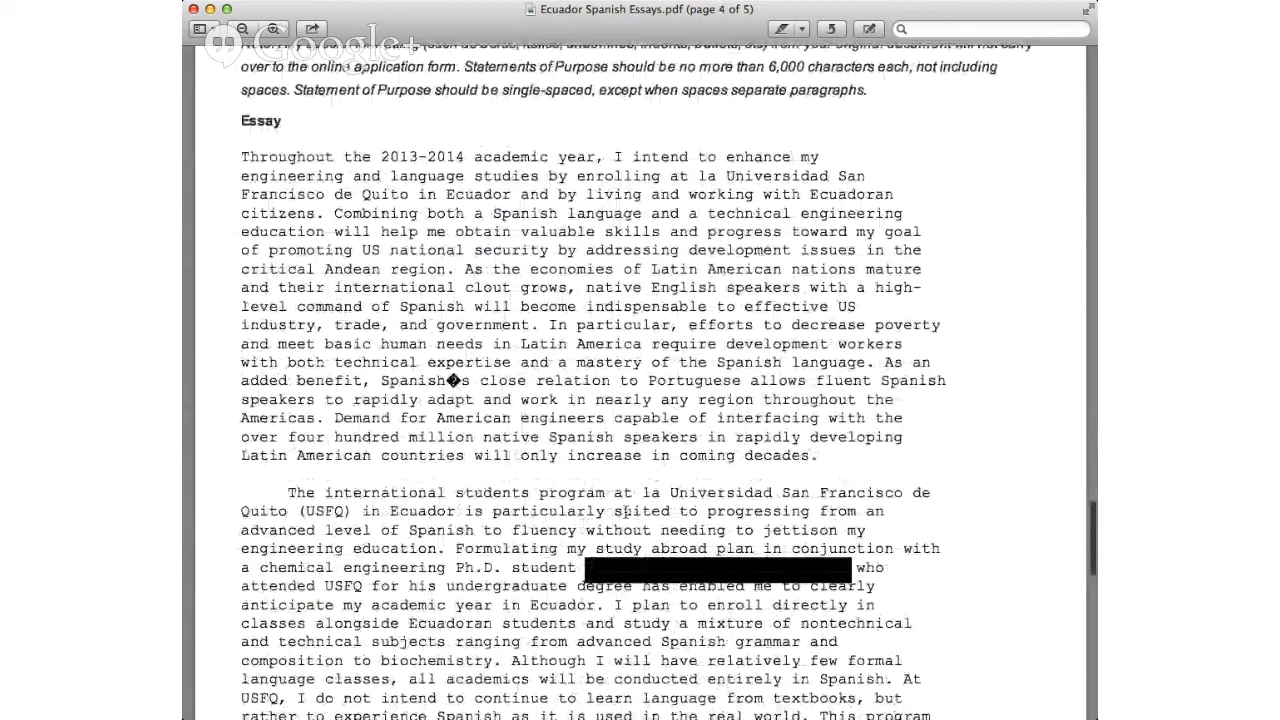 Ecuador Spanish Essays.pdf (page 4 of 5)
Google+
over to the online application form. Statements of Purpose should be no more than 6,000 characters each, not including
spaces. Statement of Purpose should be single-spaced, except when spaces separate paragraphs.
Essay
Throughout the 2013-2014 academic year, I intend to enhance my
engineering and language studies by enrolling at la Universidad San
Francisco de Quito in Ecuador and by living and working with Ecuadoran
citizens. Combining both a Spanish language and a technical engineering
education will help me obtain valuable skills and progress toward my goal
of promoting US national security by addressing development issues in the
critical Andean region. As the economies of Latin American nations mature
and their international clout grows, native English speakers with a high-
level command of Spanish will become indispensable to effective US
industry, trade, and government. In particular, efforts to decrease poverty
and meet basic human needs in Latin America require development workers
with both technical expertise and a mastery of the Spanish language. As an
added benefit, Spanish�s close relation to Portuguese allows fluent Spanish
speakers to rapidly adapt and work in nearly any region throughout the
Americas. Demand for American engineers capable of interfacing with the
over four hundred million native Spanish speakers in rapidly developing
Latin American countries will only increase in coming decades.
The international students program at la Universidad San Francisco de
Quito (USFQ) in Ecuador is particularly suited to progressing from an
advanced level of Spanish to fluency without needing to jettison my
engineering education. Formulating my study abroad plan in conjunction with
a chemical engineering Ph.D. student who
attended USFQ for his undergraduate degree has enabled me to clearly
anticipate my academic year in Ecuador. I plan to enroll directly in
classes alongside Ecuadoran students and study a mixture of nontechnical
and technical subjects ranging from advanced Spanish grammar and
composition to biochemistry. Although I will have relatively few formal
language classes, all academics will be conducted entirely in Spanish. At
USFQ, I do not intend to continue to learn language from textbooks, but
rather to experience Spanish as it is used in the real world. This program